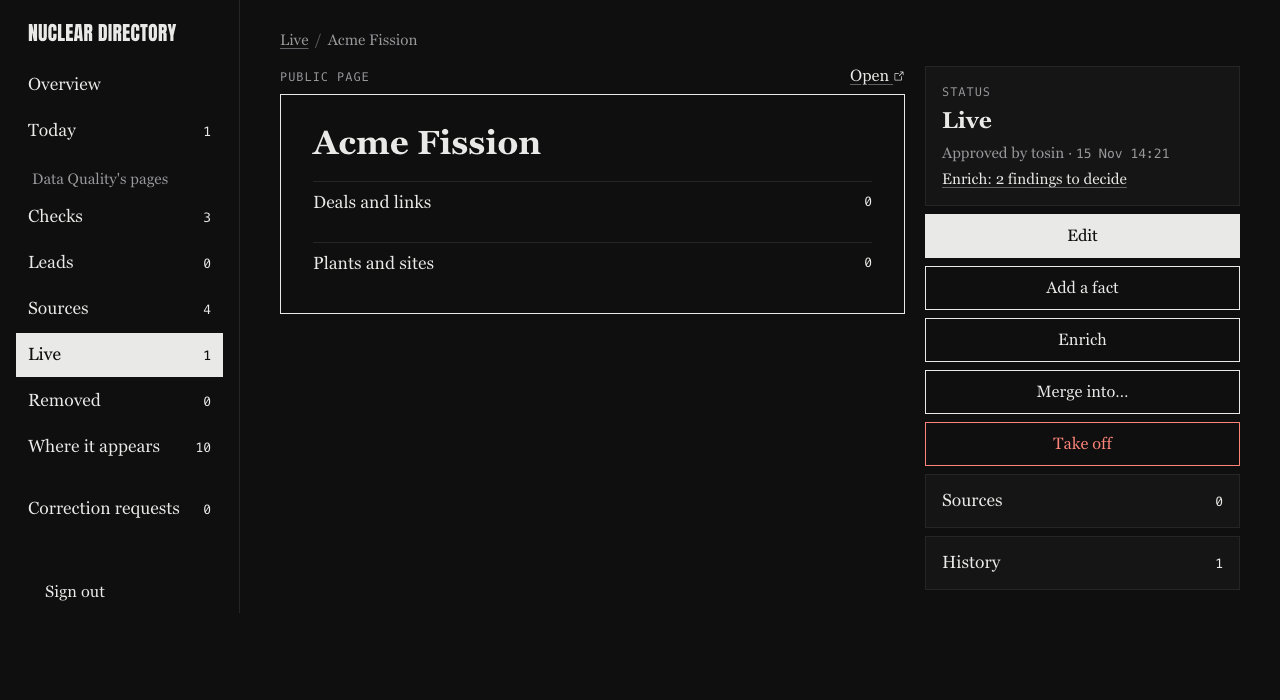 NUCLEAR DIRECTORY
Overview
Today 1
Data Quality's pages
Checks 3
Leads 0
Sources 4
Live 1
Removed 0
Where it appears 10
Correction requests 0
Sign out
Live / Acme Fission
PUBLIC PAGE Open
Acme Fission
Deals and links 0
Plants and sites 0
STATUS
Live
Approved by tosin · 15 Nov 14:21
Enrich: 2 findings to decide
Edit
Add a fact
Enrich
Merge into…
Take off
Sources 0
History 1